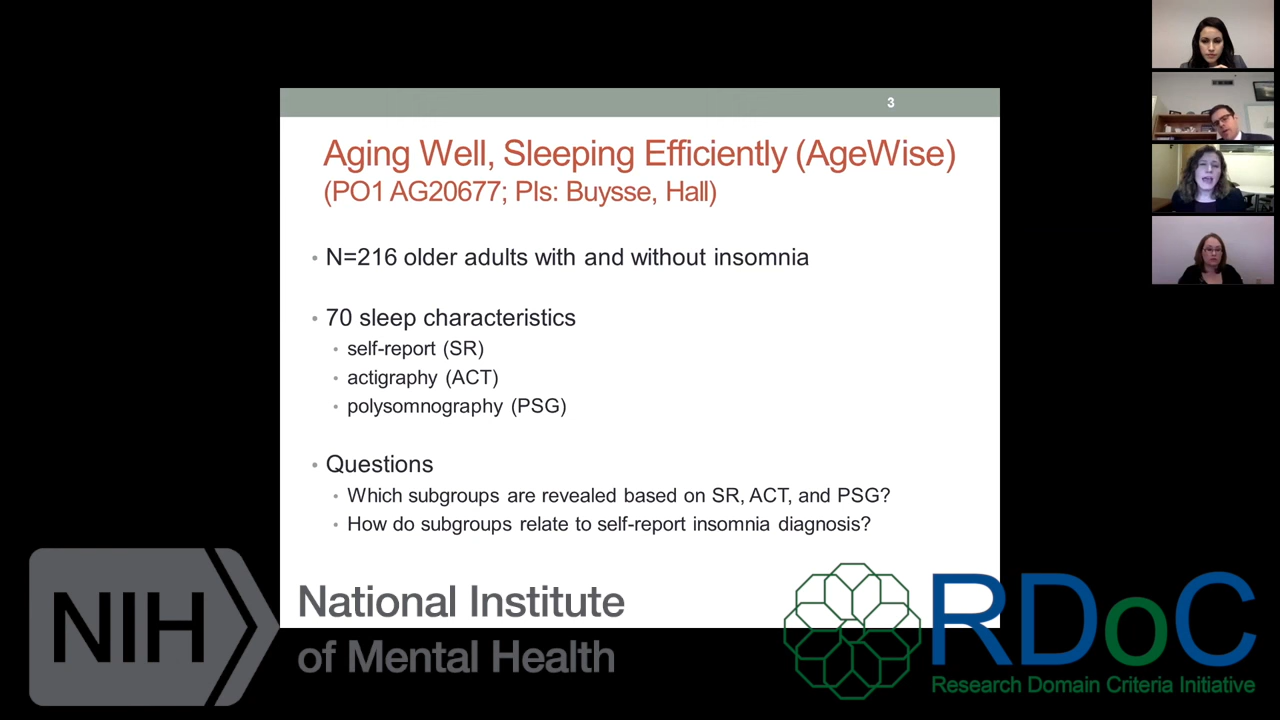 3
Aging Well, Sleeping Efficiently (AgeWise)
(PO1 AG20677; PIs: Buysse, Hall)
• N=216 older adults with and without insomnia
• 70 sleep characteristics
• self-report (SR)
• actigraphy (ACT)
• polysomnography (PSG)
• Questions
• Which subgroups are revealed based on SR, ACT, and PSG?
• How do subgroups relate to self-report insomnia diagnosis?
NIH
National Institute
of Mental Health
RDoC
Research Domain Criteria Initiative